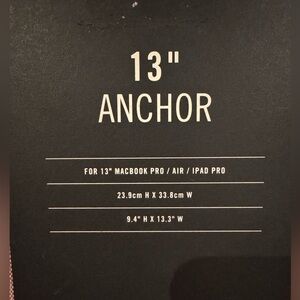 13"
ANCHOR
FOR 13" MACBOOK PRO / AIR / IPAD PRO
23.9cm H X 33.8cm W
9.4" H X 13.3" W